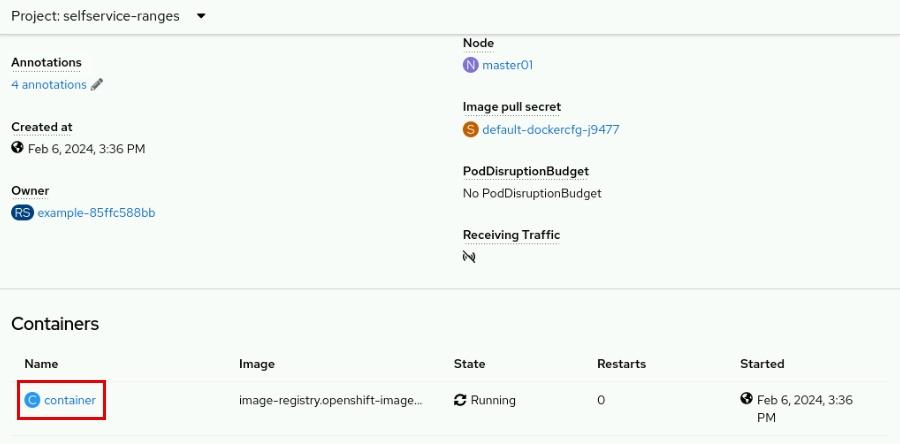 Project: selfservice-ranges
Annotations
4 annotations
Created at
Feb 6, 2024, 3:36 PM
Owner
RS example-85ffc588bb
Node
N master01
Image pull secret
S default-dockercfg-j9477
PodDisruptionBudget
No PodDisruptionBudget
Receiving Traffic
Containers
Name Image State Restarts Started
C container image-registry.openshift-image... Running 0 Feb 6, 2024, 3:36
PM